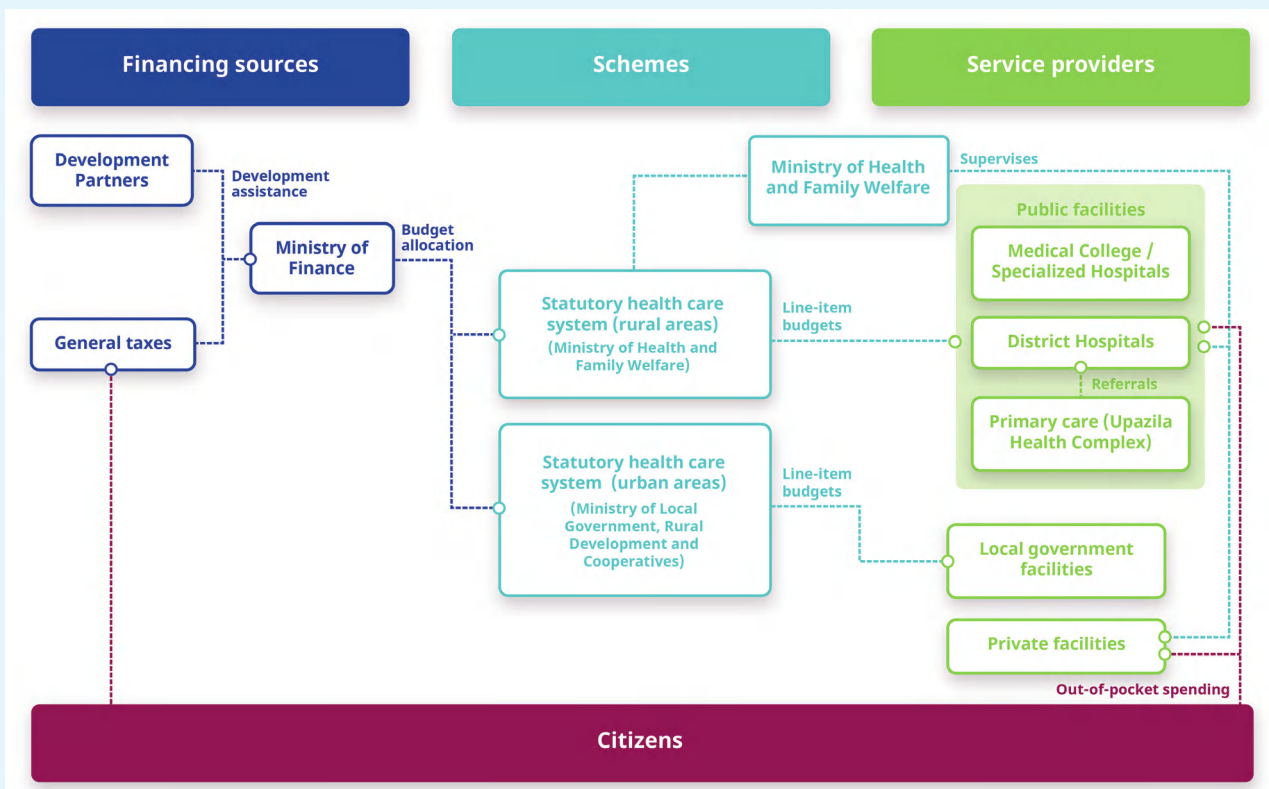 Financing sources
Schemes
Service providers
Development
Partners
Development
assistance
Ministry of
Finance
Budget
allocation
General taxes
Ministry of Health
and Family Welfare
Supervises
Statutory health care
system (rural areas)
(Ministry of Health and
Family Welfare)
Line-item
budgets
Statutory health care
system (urban areas)
(Ministry of Local
Government, Rural
Development and
Cooperatives)
Line-item
budgets
Public facilities
Medical College /
Specialized Hospitals
District Hospitals
Referrals
Primary care (Upazila
Health Complex)
Local government
facilities
Private facilities
Out-of-pocket spending
Citizens